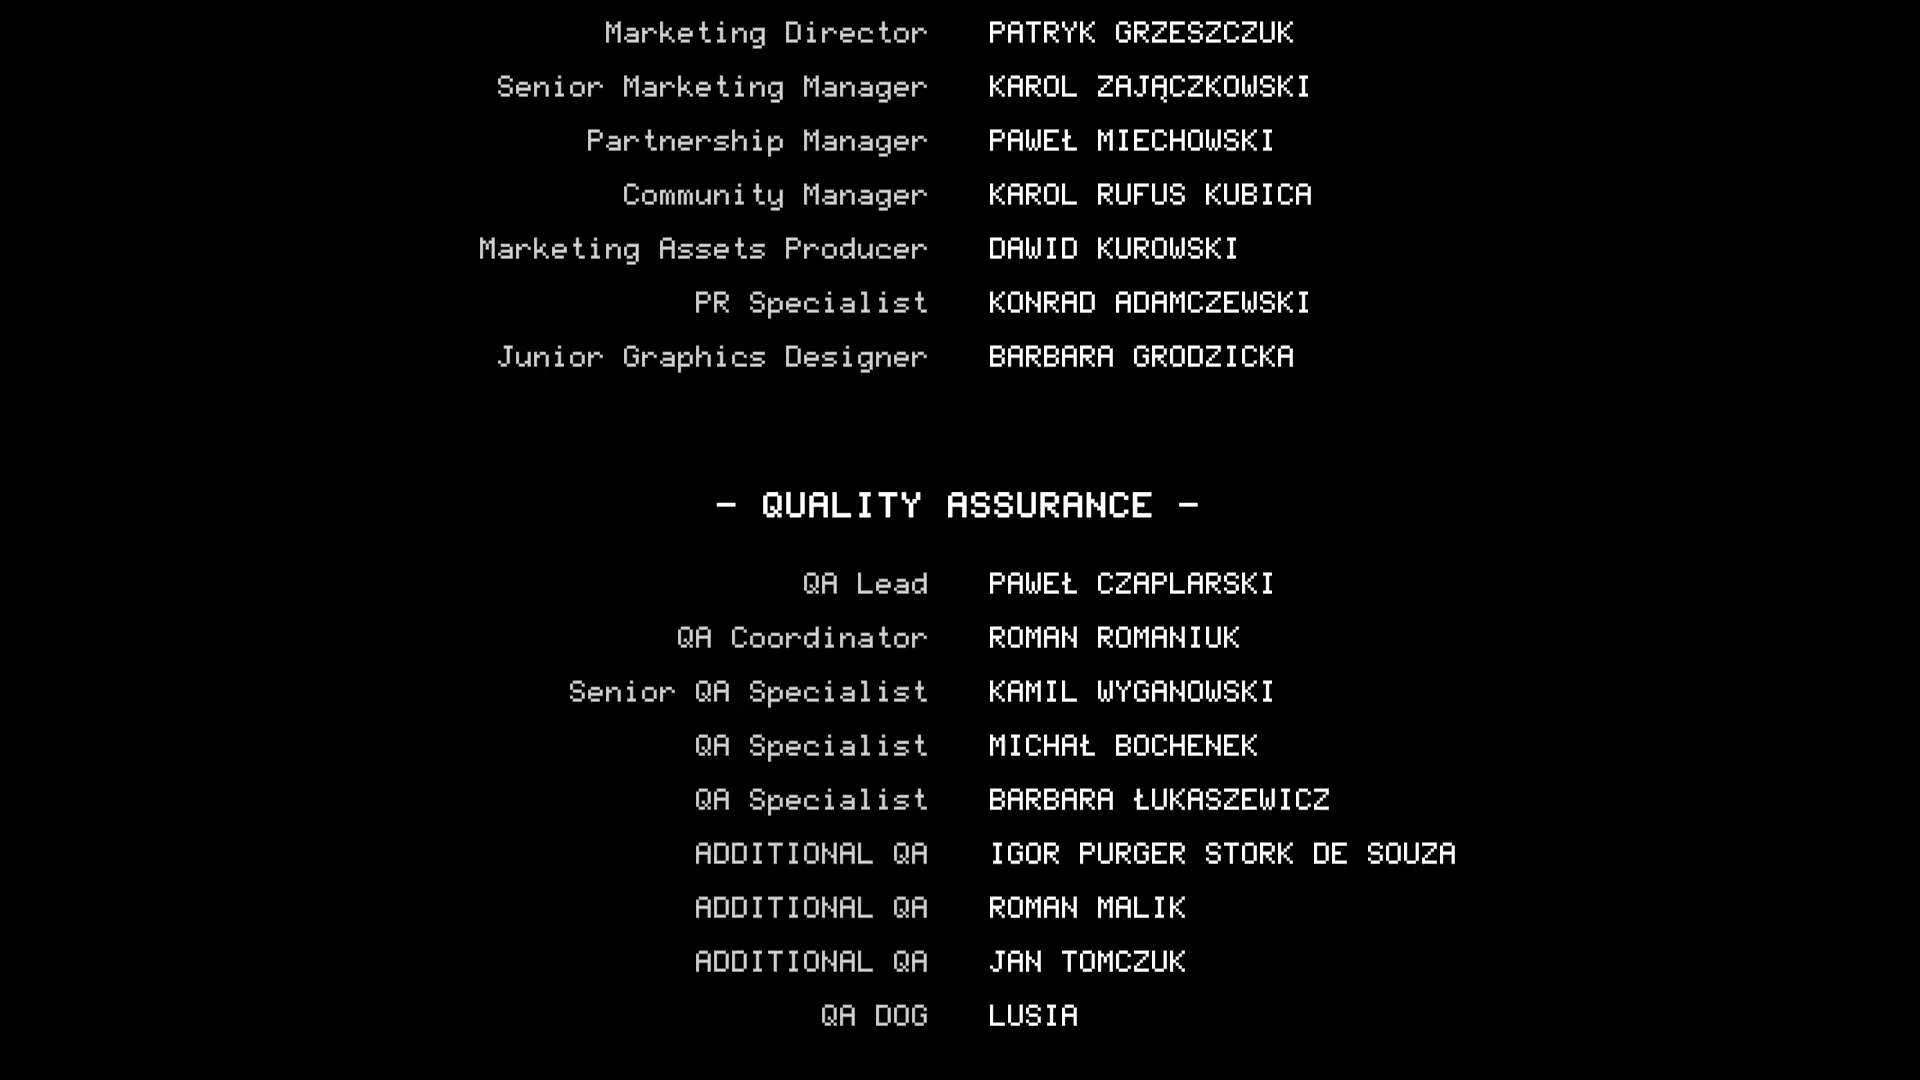 Marketing Director PATRYK GRZESZCZUK
Senior Marketing Manager KAROL ZAJĄCZKOWSKI
Partnership Manager PAWEŁ MIECHOWSKI
Community Manager KAROL RUFUS KUBICA
Marketing Assets Producer DAWID KUROWSKI
PR Specialist KONRAD ADAMCZEWSKI
Junior Graphics Designer BARBARA GRODZICKA
- QUALITY ASSURANCE -
QA Lead PAWEŁ CZAPLARSKI
QA Coordinator ROMAN ROMANIUK
Senior QA Specialist KAMIL WYGANOWSKI
QA Specialist MICHAŁ BOCHENEK
QA Specialist BARBARA ŁUKASZEWICZ
ADDITIONAL QA IGOR PURGER STORK DE SOUZA
ADDITIONAL QA ROMAN MALIK
ADDITIONAL QA JAN TOMCZUK
QA DOG LUSIA